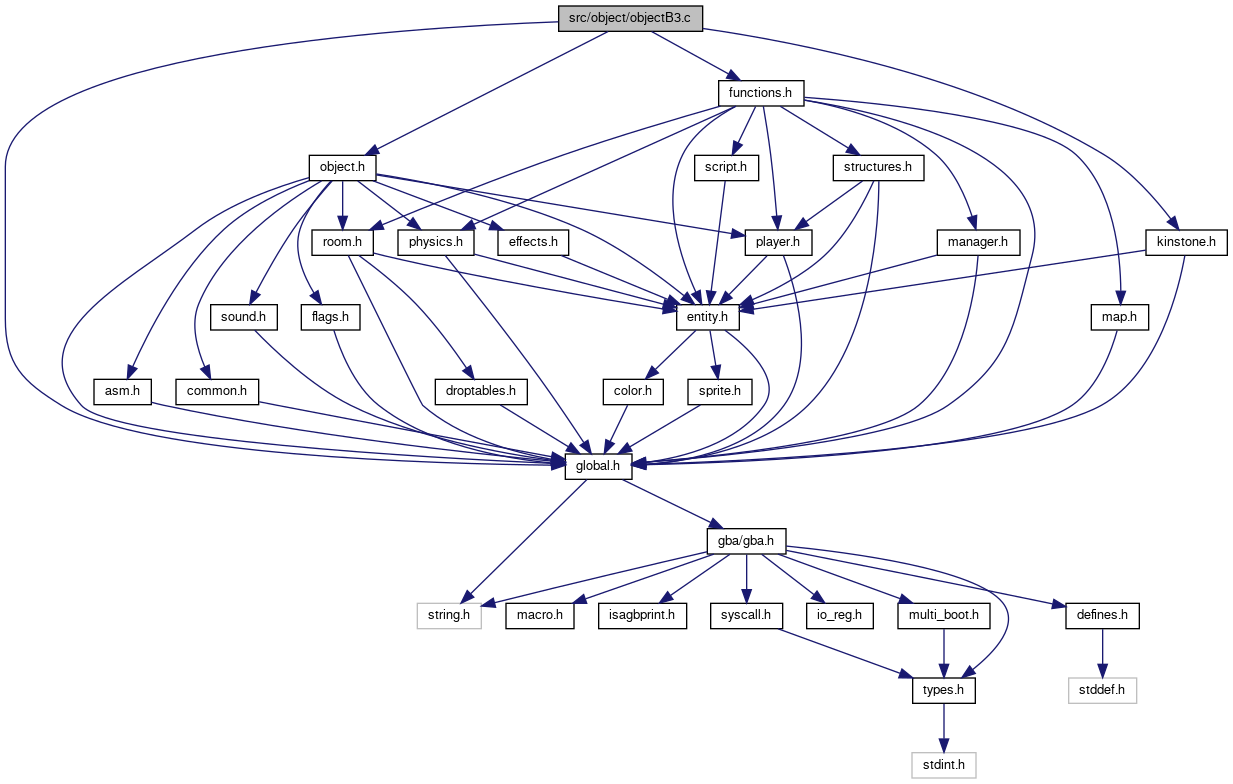 src/object/objectB3.c
functions.h
object.h
script.h
structures.h
room.h
physics.h
effects.h
player.h
manager.h
kinstone.h
sound.h
flags.h
entity.h
map.h
asm.h
common.h
droptables.h
color.h
sprite.h
global.h
gba/gba.h
string.h
macro.h
isagbprint.h
syscall.h
io_reg.h
multi_boot.h
defines.h
types.h
stddef.h
stdint.h